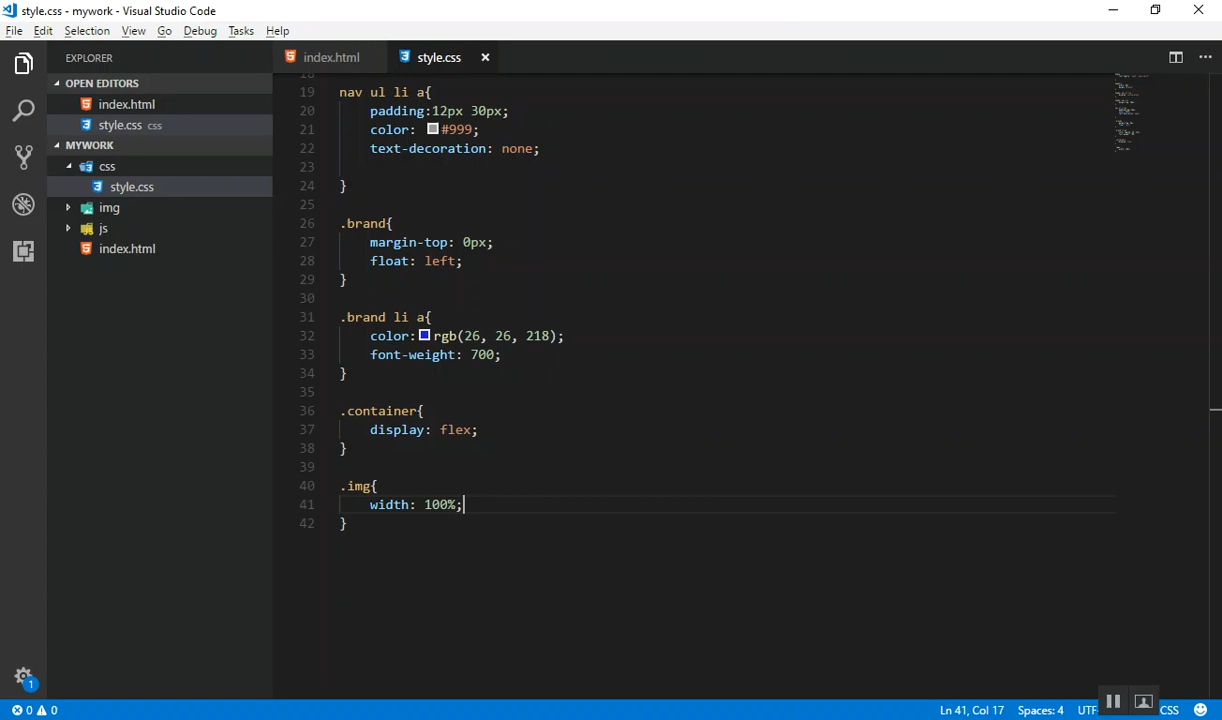 style.css - mywork - Visual Studio Code
File Edit Selection View Go Debug Tasks Help
EXPLORER
OPEN EDITORS
index.html
style.css css
MYWORK
css
style.css
img
js
index.html
index.html style.css
18
19 nav ul li a{
20 padding:12px 30px;
21 color: #999;
22 text-decoration: none;
23
24 }
25
26 .brand{
27 margin-top: 0px;
28 float: left;
29 }
30
31 .brand li a{
32 color:rgb(26, 26, 218);
33 font-weight: 700;
34 }
35
36 .container{
37 display: flex;
38 }
39
40 .img{
41 width: 100%;
42 }
1
0 0 Ln 41, Col 17 Spaces: 4 UTF- CSS